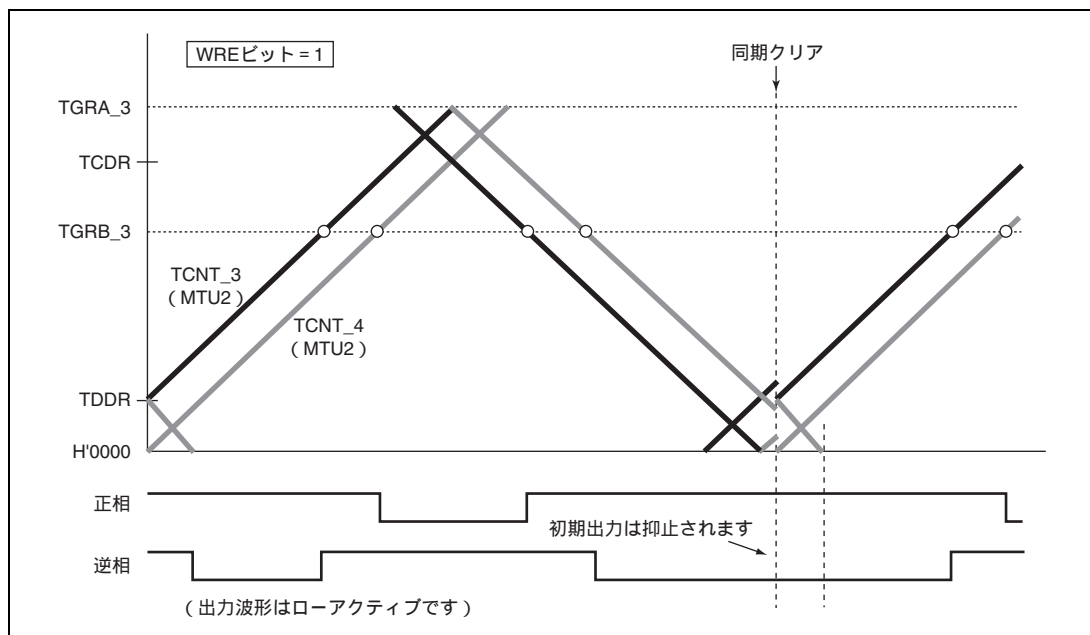 WREビット = 1
同期クリア
TGRA_3
TCDR
TGRB_3
TCNT_3
( MTU2 )
TCNT_4
( MTU2 )
TDDR
H'0000
正相
初期出力は抑止されます
逆相
( 出力波形はローアクティブです )